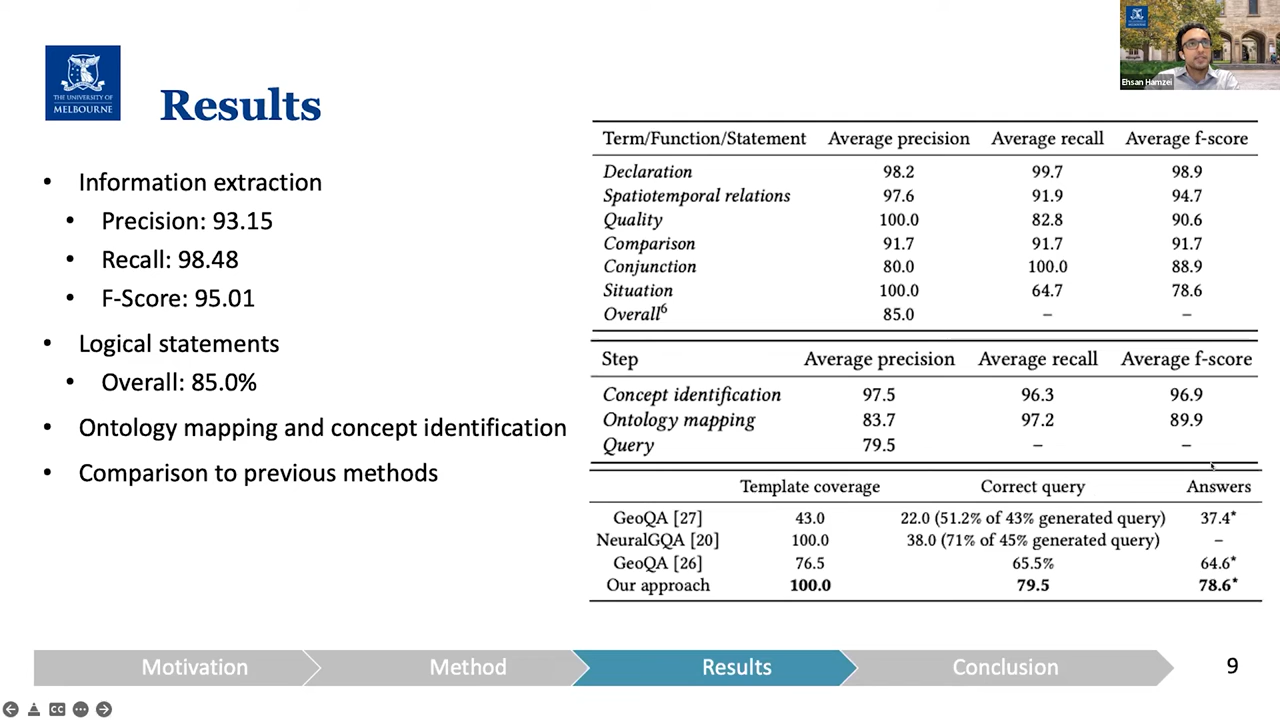 Ehsan Hamzei
THE UNIVERSITY OF
MELBOURNE
Results
• Information extraction
• Precision: 93.15
• Recall: 98.48
• F-Score: 95.01
• Logical statements
• Overall: 85.0%
• Ontology mapping and concept identification
• Comparison to previous methods
Term/Function/Statement Average precision Average recall Average f-score
Declaration 98.2 99.7 98.9
Spatiotemporal relations 97.6 91.9 94.7
Quality 100.0 82.8 90.6
Comparison 91.7 91.7 91.7
Conjunction 80.0 100.0 88.9
Situation 100.0 64.7 78.6
Overall⁶ 85.0 – –
Step Average precision Average recall Average f-score
Concept identification 97.5 96.3 96.9
Ontology mapping 83.7 97.2 89.9
Query 79.5 – –
Template coverage Correct query Answers
GeoQA [27] 43.0 22.0 (51.2% of 43% generated query) 37.4*
NeuralGQA [20] 100.0 38.0 (71% of 45% generated query) –
GeoQA [26] 76.5 65.5% 64.6*
Our approach 100.0 79.5 78.6*
Motivation Method Results Conclusion 9
CC